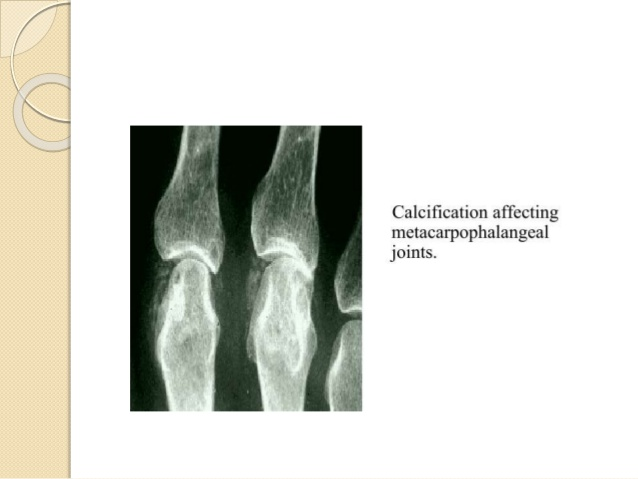 Calcification affecting
metacarpophalangeal
joints.